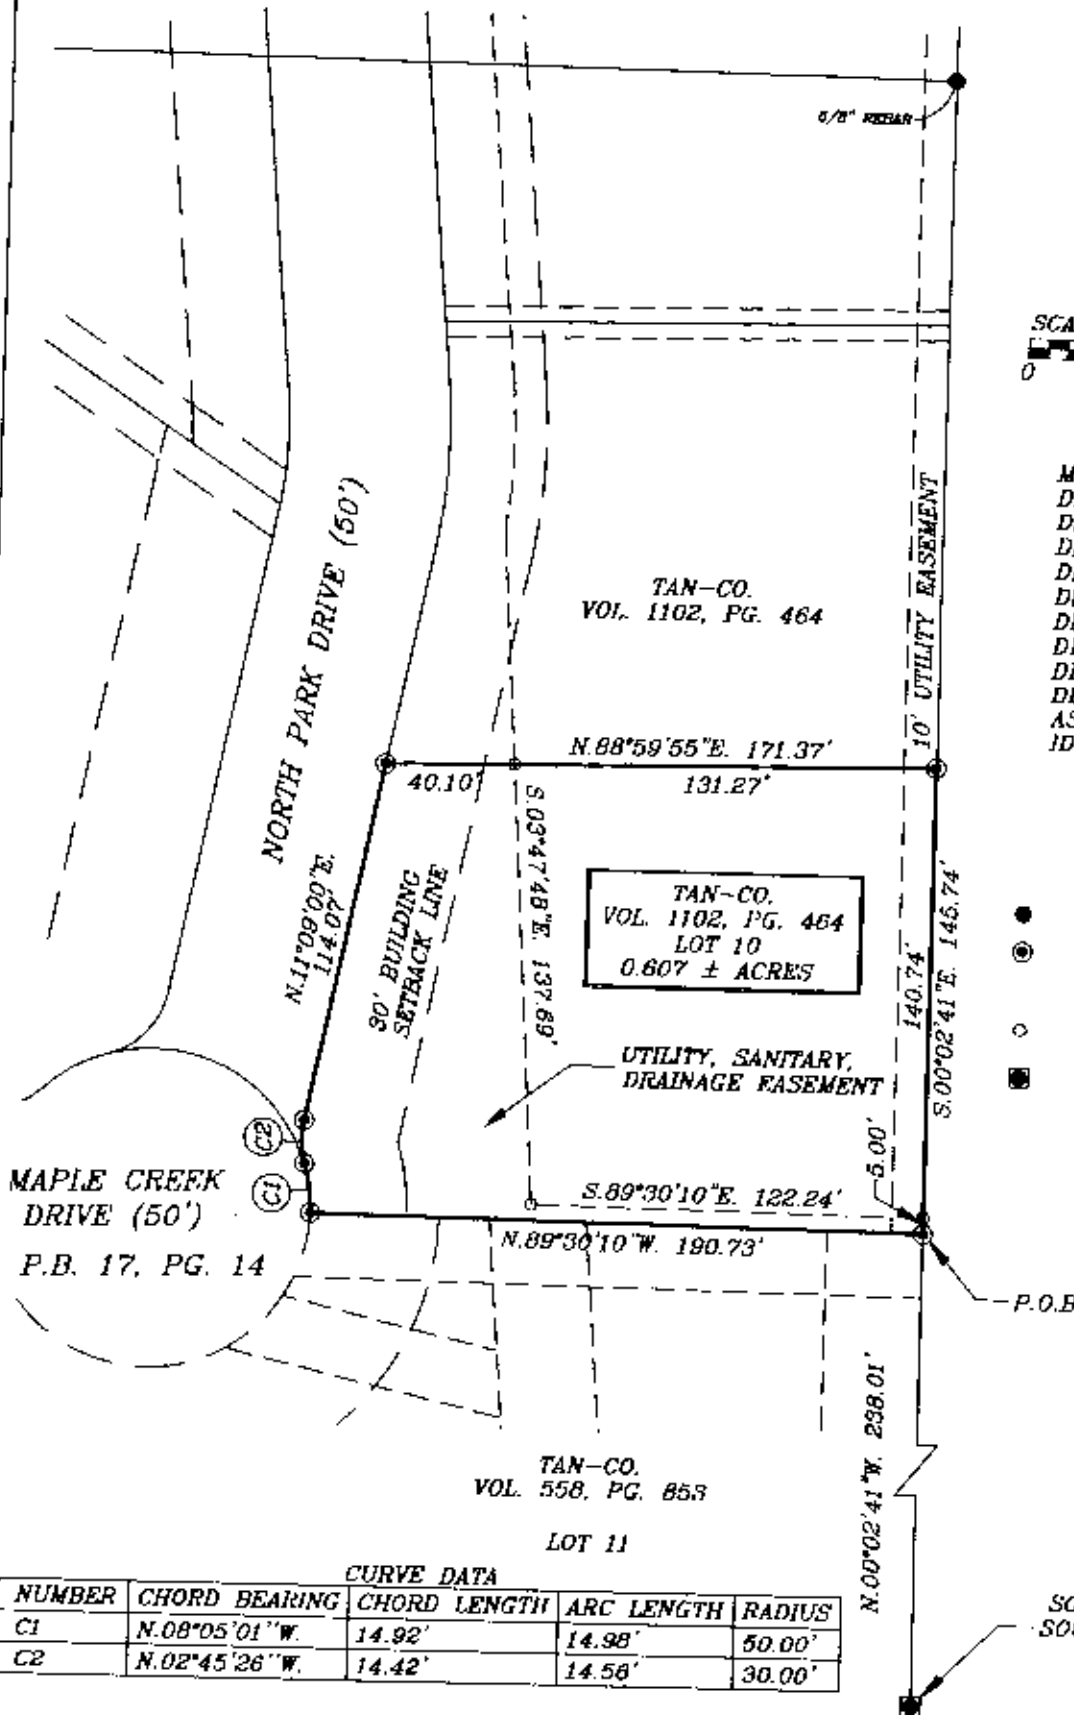 5/8" REBAR
SCA
0
NORTH PARK DRIVE (50')
TAN-CO.
VOL. 1102, PG. 464
10' UTILITY EASEMENT
M
D
D
D
D
D
D
D
D
D
AS
ID
N.88°59'55"E. 171.37'
40.10'
131.27'
N.11°09'00"E.
114.07'
30' BUILDING
SETBACK LINE
S.03°47'48"E. 137.69'
TAN-CO.
VOL. 1102, PG. 464
LOT 10
0.607 ± ACRES
140.74'
S.00°02'41"E. 145.74'
UTILITY, SANITARY,
DRAINAGE EASEMENT
C2
C1
5.00'
MAPLE CREEK
DRIVE (50')
P.B. 17, PG. 14
S.89°30'10"E. 122.24'
N.89°30'10"W. 190.73'
P.O.B
N.00°02'41"W. 238.01'
TAN-CO.
VOL. 558, PG. 853
LOT 11
CURVE DATA
NUMBER CHORD BEARING CHORD LENGTH ARC LENGTH RADIUS
C1 N.08°05'01"W. 14.92' 14.98' 50.00'
C2 N.02°45'26"W. 14.42' 14.56' 30.00'
SC
SOU